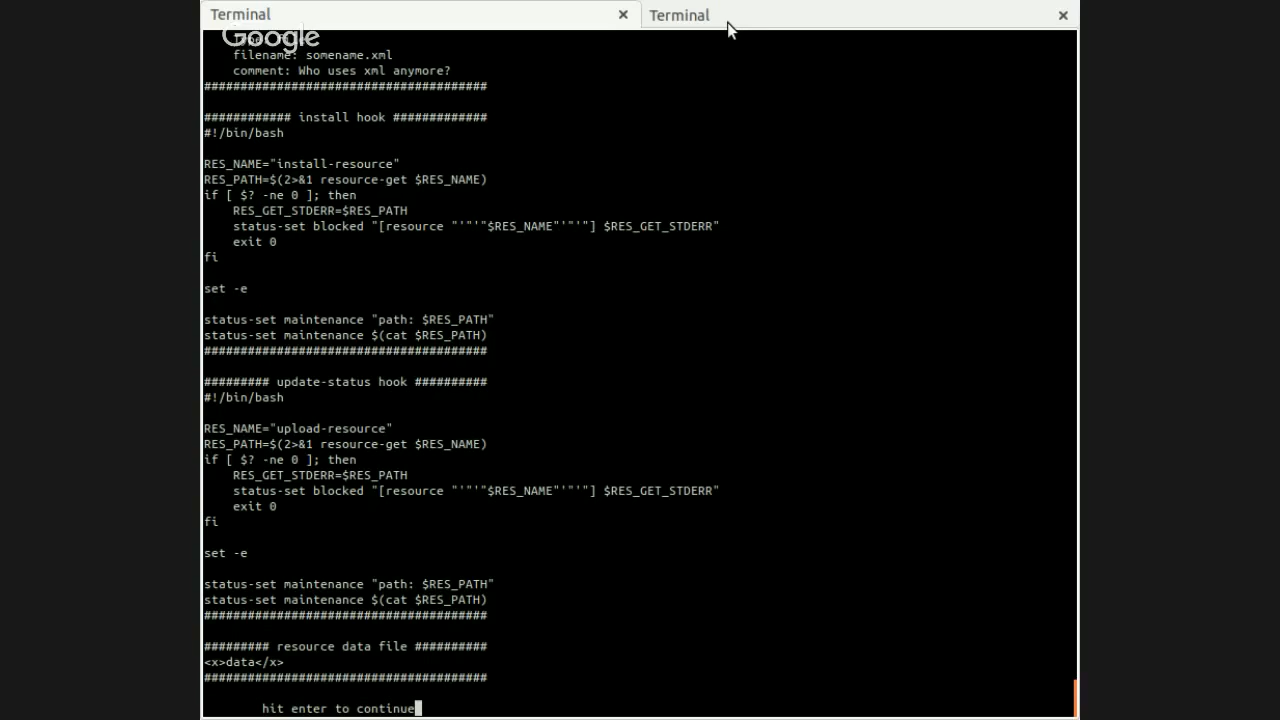 Terminal
Terminal
Google
filename: somename.xml
comment: Who uses xml anymore?
#######################################
############ install hook #############
#!/bin/bash
RES_NAME="install-resource"
RES_PATH=$(2>&1 resource-get $RES_NAME)
if [ $? -ne 0 ]; then
RES_GET_STDERR=$RES_PATH
status-set blocked "[resource "'"'"$RES_NAME"'"'"] $RES_GET_STDERR"
exit 0
fi
set -e
status-set maintenance "path: $RES_PATH"
status-set maintenance $(cat $RES_PATH)
#######################################
######### update-status hook ##########
#!/bin/bash
RES_NAME="upload-resource"
RES_PATH=$(2>&1 resource-get $RES_NAME)
if [ $? -ne 0 ]; then
RES_GET_STDERR=$RES_PATH
status-set blocked "[resource "'"'"$RES_NAME"'"'"] $RES_GET_STDERR"
exit 0
fi
set -e
status-set maintenance "path: $RES_PATH"
status-set maintenance $(cat $RES_PATH)
#######################################
######### resource data file ##########
<x>data</x>
#######################################
hit enter to continue